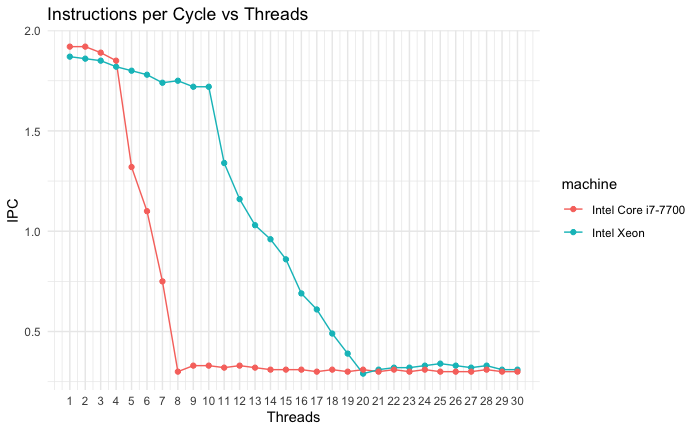 Instructions per Cycle vs Threads
2.0
1.5
1.0
0.5
IPC
1 2 3 4 5 6 7 8 9 10 11 12 13 14 15 16 17 18 19 20 21 22 23 24 25 26 27 28 29 30
Threads
machine
Intel Core i7-7700
Intel Xeon